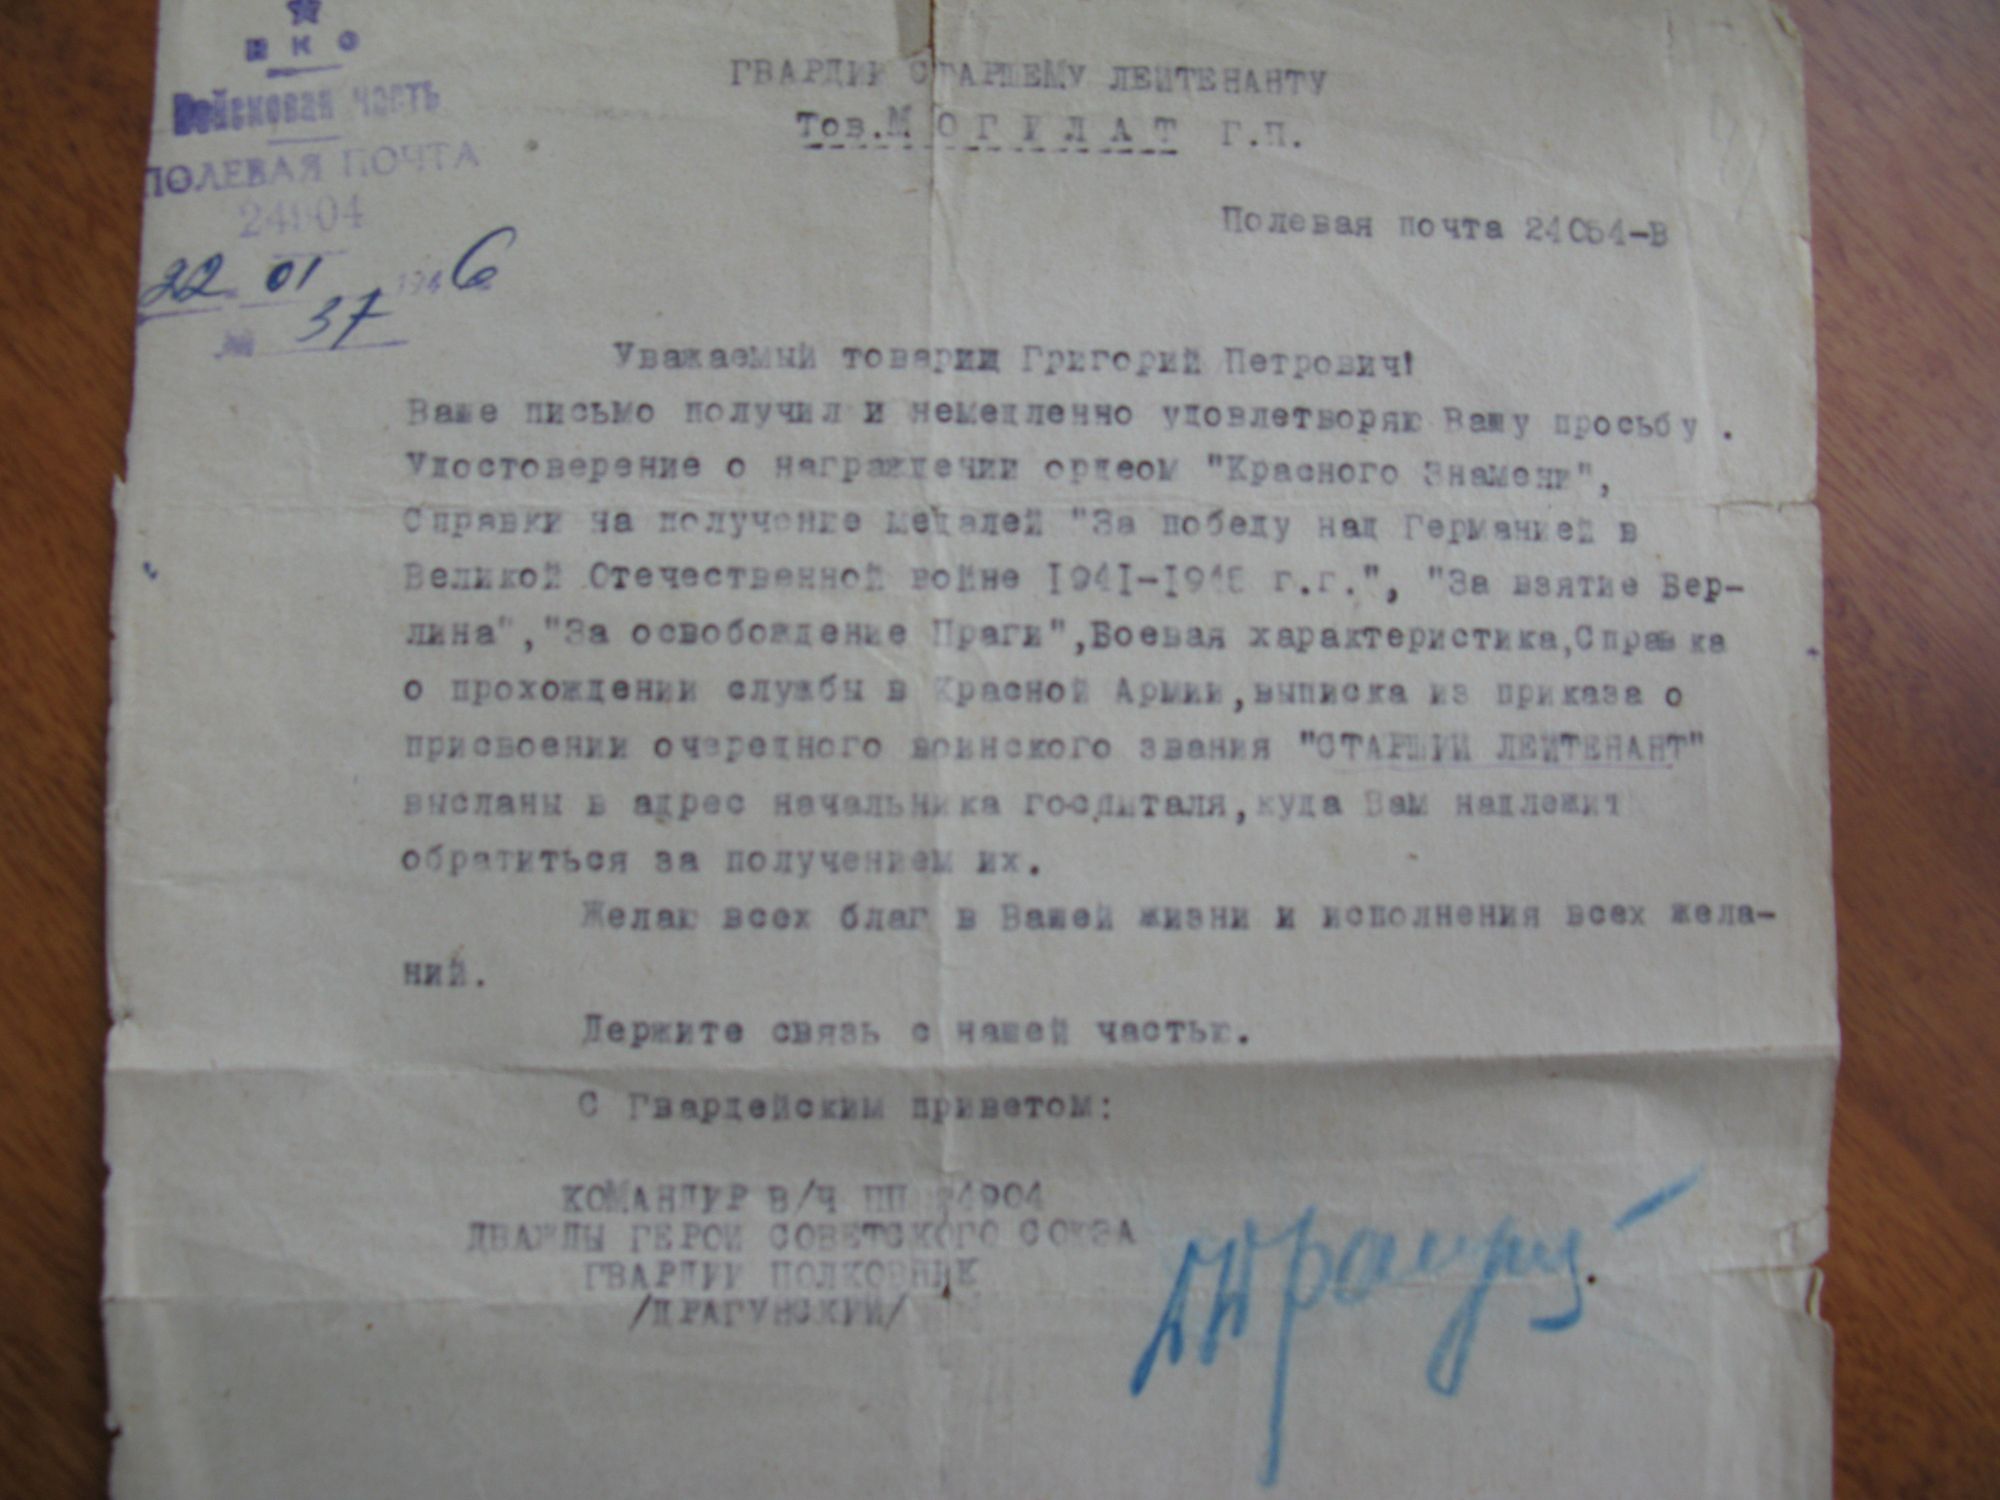 НКО
Войсковая часть
ПОЛЕВАЯ ПОЧТА
24904
22 01 1946
№ 37
ГВАРДИИ СТАРШЕМУ ЛЕЙТЕНАНТУ
Тов. М О Г И Л А Т Г.П.
Полевая почта 24064-В
Уважаемый товарищ Григорий Петрович!
Ваше письмо получил и немедленно удовлетворяю Вашу просьбу.
Удостоверение о награждении ордеом "Красного Знамени",
Справки на получение медалей "За победу над Германией в
Великой Отечественной войне 1941-1945 г.г.", "За взятие Бер-
лина","За освобождение Праги",Боевая характеристика,Справка
о прохождении службы в Красной Армии,выписка из приказа о
присвоении очередного воинского звания "СТАРШИЙ ЛЕЙТЕНАНТ"
высланы в адрес начальника госпиталя,куда Вам надлежит
обратиться за получением их.
Желаю всех благ в Вашей жизни и исполнения всех жела-
ний.
Держите связь с нашей частью.
С Гвардейским приветом:
КОМАНДИР В/Ч ПП 24904
ДВАЖДЫ ГЕРОЙ СОВЕТСКОГО СОЮЗА
ГВАРДИИ ПОЛКОВНИК
/ДРАГУНСКИЙ/